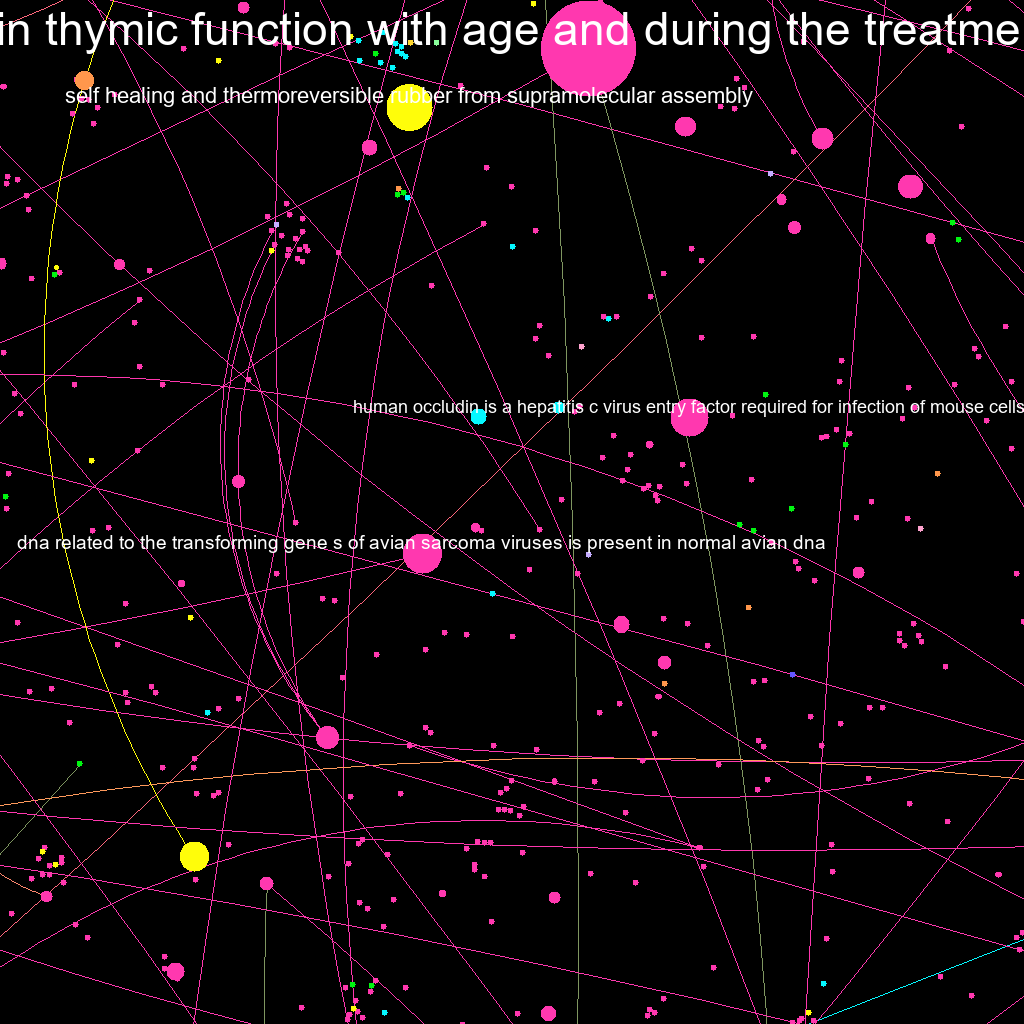 in thymic function with age and during the treatme
self healing and thermoreversible rubber from supramolecular assembly
human occludin is a hepatitis c virus entry factor required for infection of mouse cells
dna related to the transforming gene s of avian sarcoma viruses is present in normal avian dna